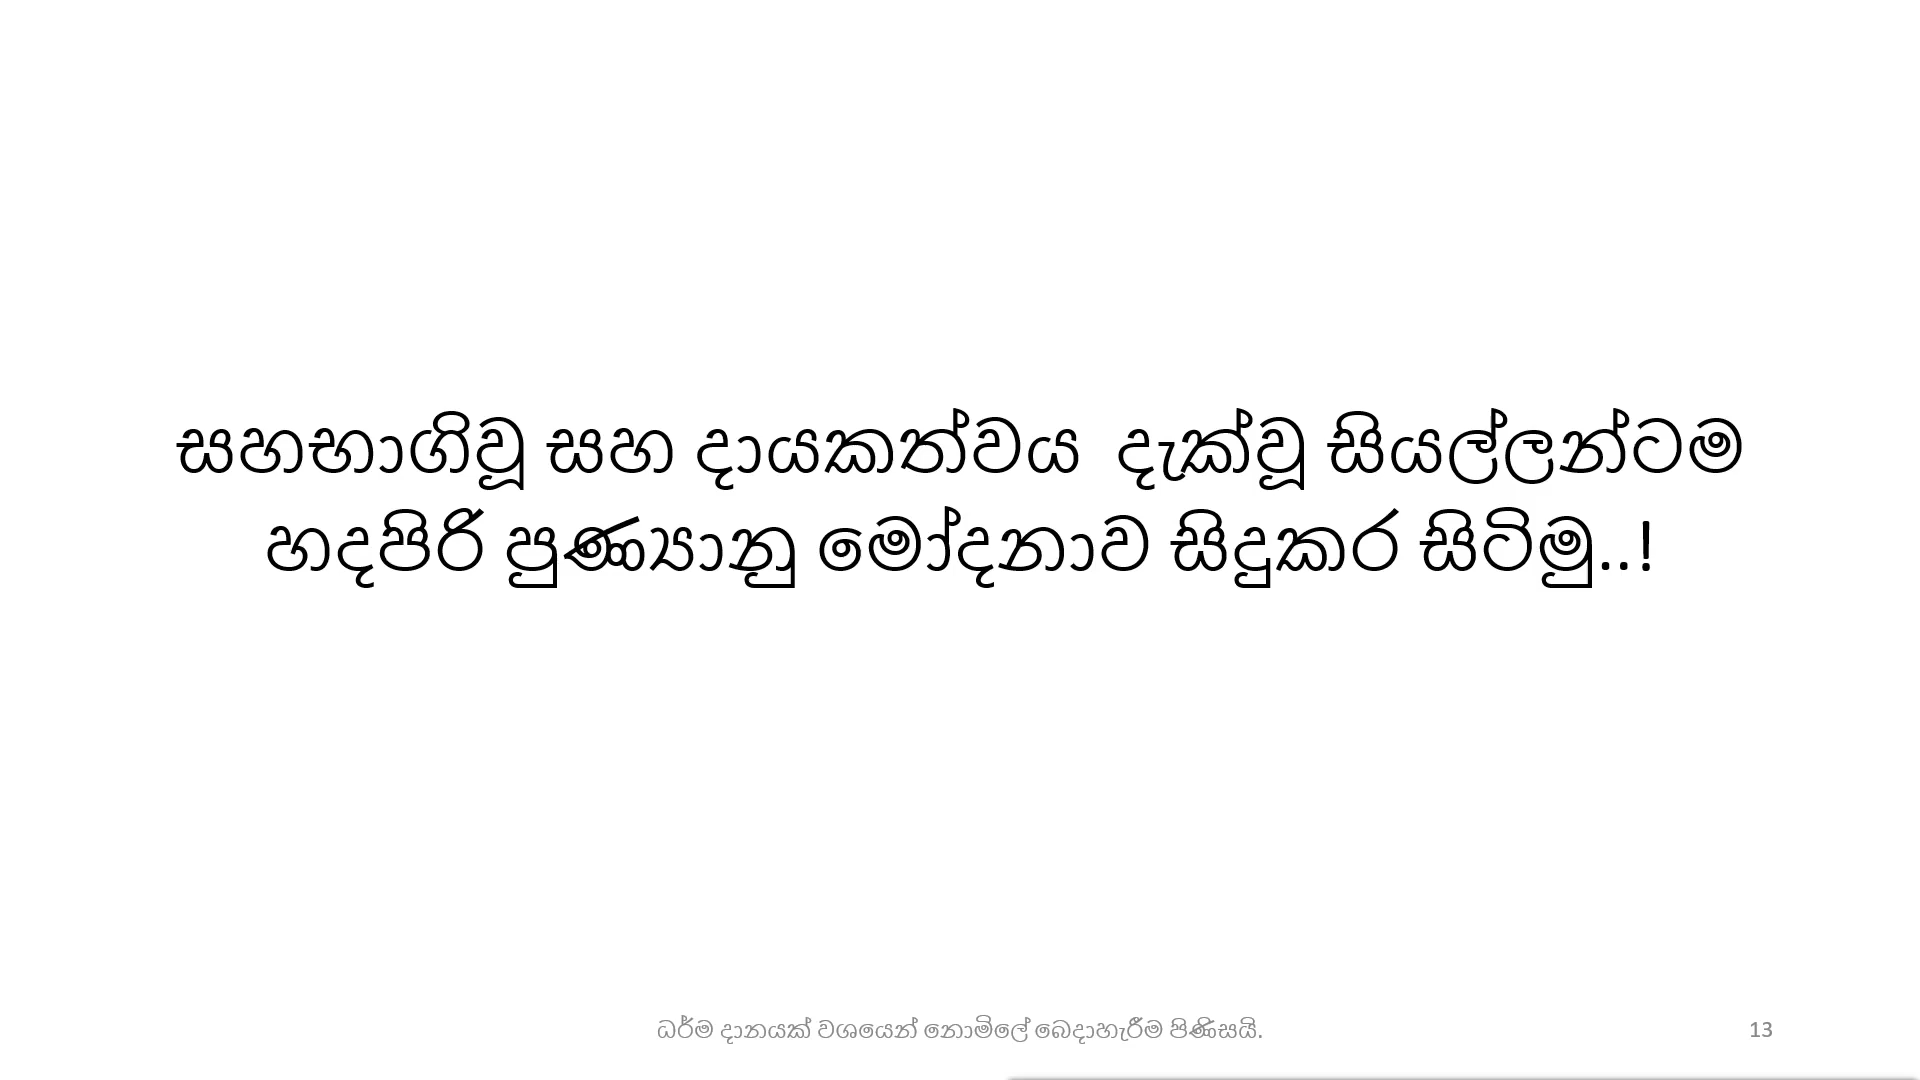 සහභාගිවූ සහ දායකත්වය  දැක්වූ සියල්ලන්ටම
හදපිරි පුණ්‍යානු මෝදනාව සිදුකර සිටිමු..!
ධර්ම දානයක් වශයෙන් නොමිලේ බෙදාහැරීම පිණිසයි.
13